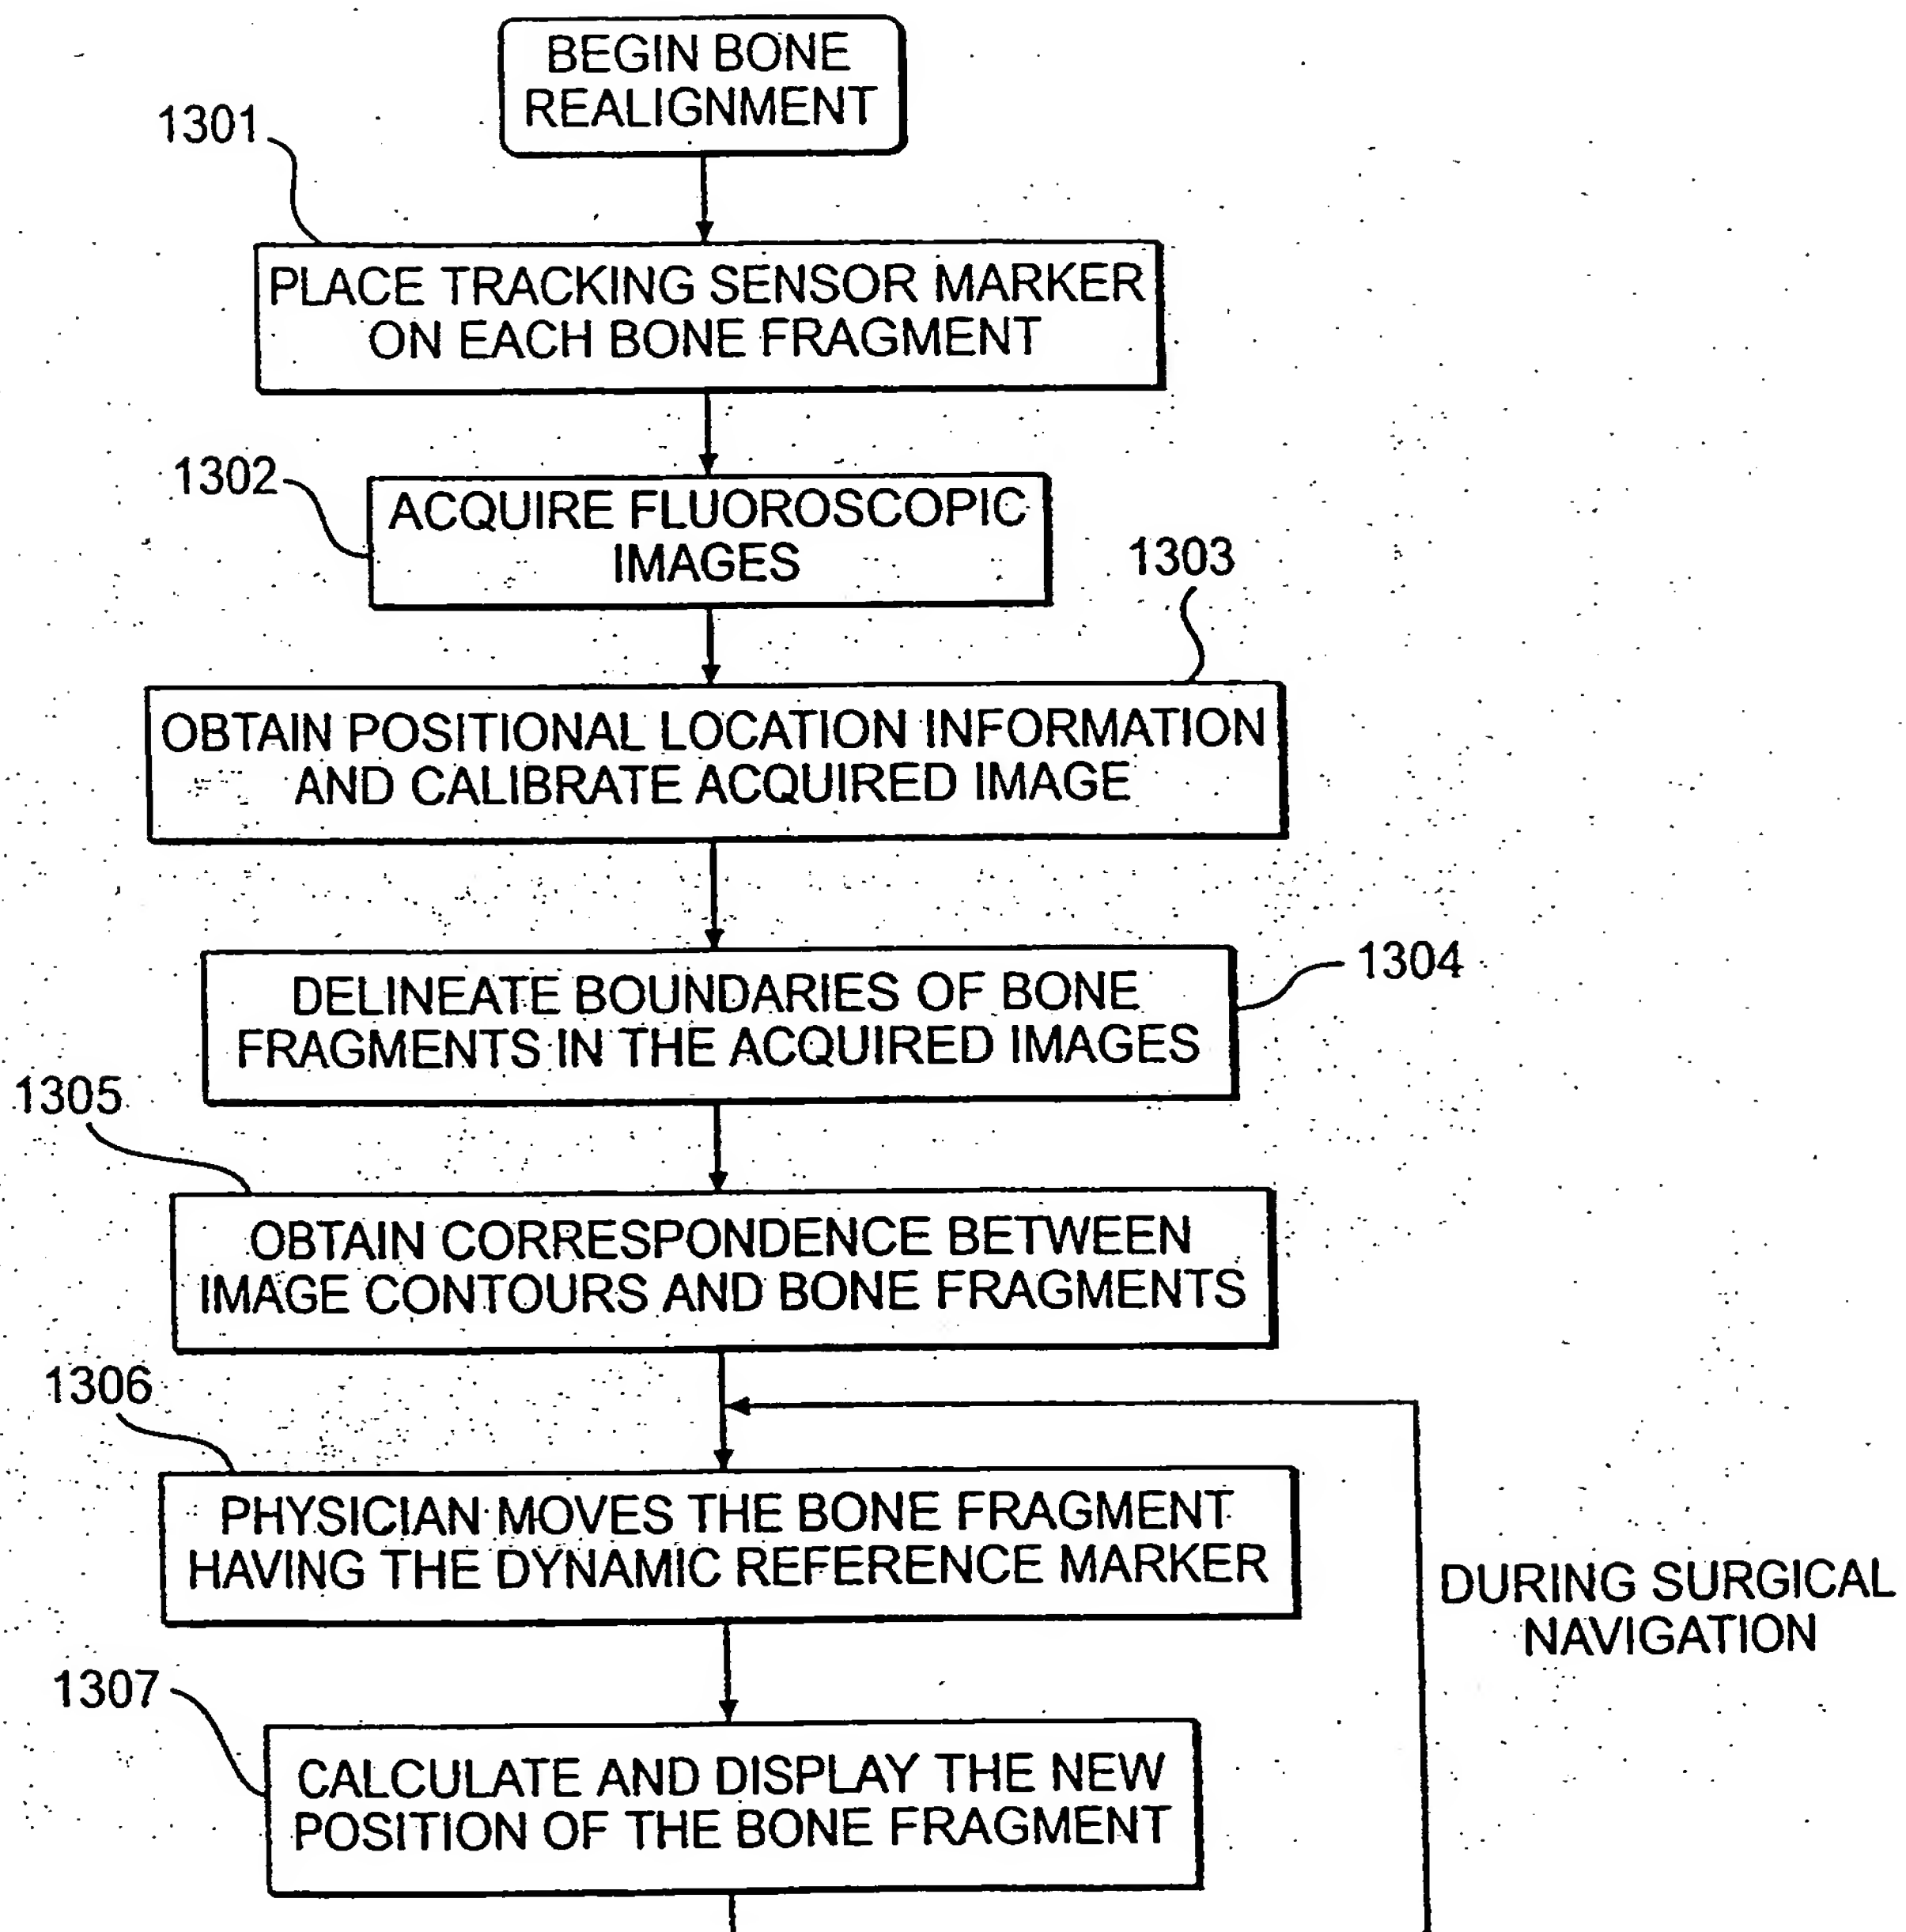 BEGIN BONE
REALIGNMENT
1301
PLACE TRACKING SENSOR MARKER
ON EACH BONE FRAGMENT
1302
ACQUIRE FLUOROSCOPIC
IMAGES
1303
OBTAIN POSITIONAL LOCATION INFORMATION
AND CALIBRATE ACQUIRED IMAGE
1304
DELINEATE BOUNDARIES OF BONE
FRAGMENTS IN THE ACQUIRED IMAGES
1305
OBTAIN CORRESPONDENCE BETWEEN
IMAGE CONTOURS AND BONE FRAGMENTS
1306
PHYSICIAN MOVES THE BONE FRAGMENT
HAVING THE DYNAMIC REFERENCE MARKER
DURING SURGICAL
NAVIGATION
1307
CALCULATE AND DISPLAY THE NEW
POSITION OF THE BONE FRAGMENT